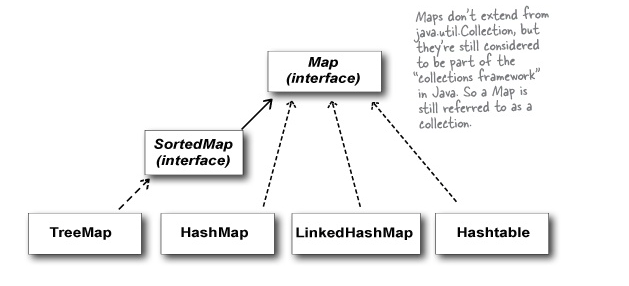 Maps don't extend from
java.util.Collection, but
they're still considered
to be part of the
"collections framework"
in Java. So a Map is
still referred to as a
collection.
Map
(interface)
SortedMap
(interface)
TreeMap
HashMap
LinkedHashMap
Hashtable